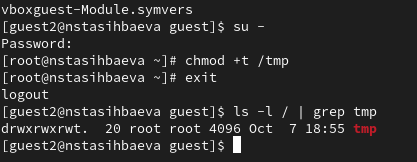 vboxguest-Module.symvers
[guest2@nstasihbaeva guest]$ su -
Password:
[root@nstasihbaeva ~]# chmod +t /tmp
[root@nstasihbaeva ~]# exit
logout
[guest2@nstasihbaeva guest]$ ls -l / | grep tmp
drwxrwxrwt.  20 root root 4096 Oct  7 18:55 tmp
[guest2@nstasihbaeva guest]$